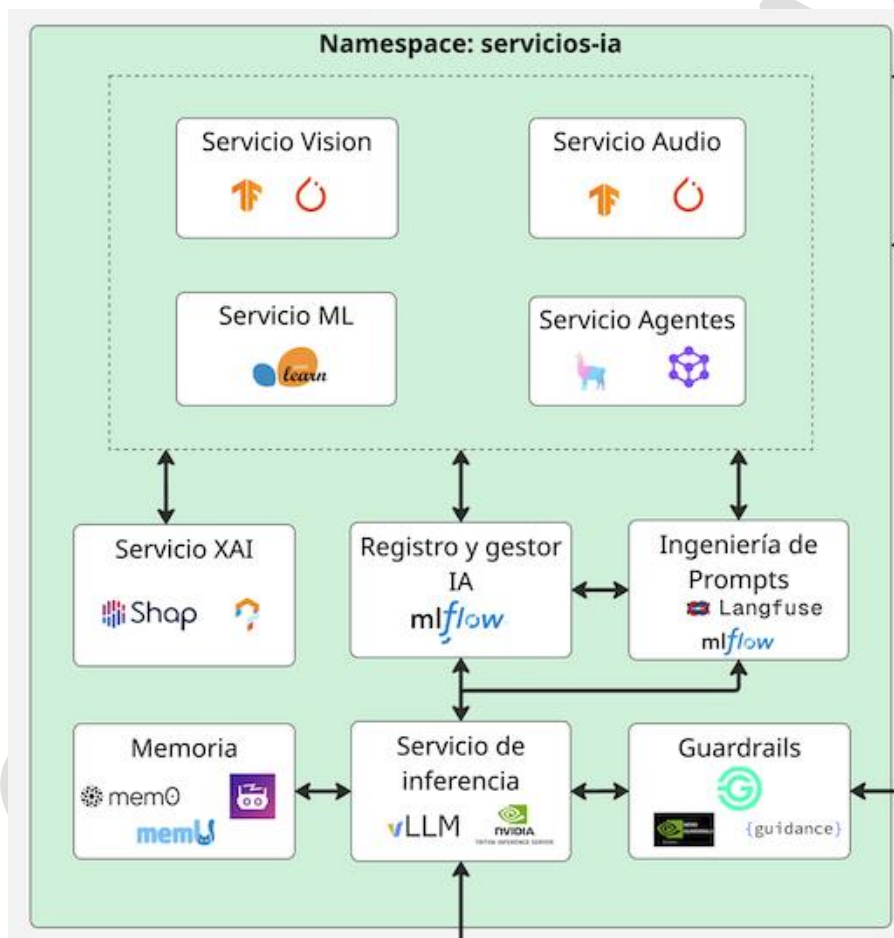 Namespace: servicios-ia
Servicio Vision
Servicio Audio
Servicio ML
learn
Servicio Agentes
Servicio XAI
Shap
Registro y gestor
IA
mlflow
Ingeniería de
Prompts
Langfuse
mlflow
Memoria
mem0
memU
Servicio de
inferencia
vLLM
NVIDIA
TRITON INFERENCE SERVER
Guardrails
{guidance}